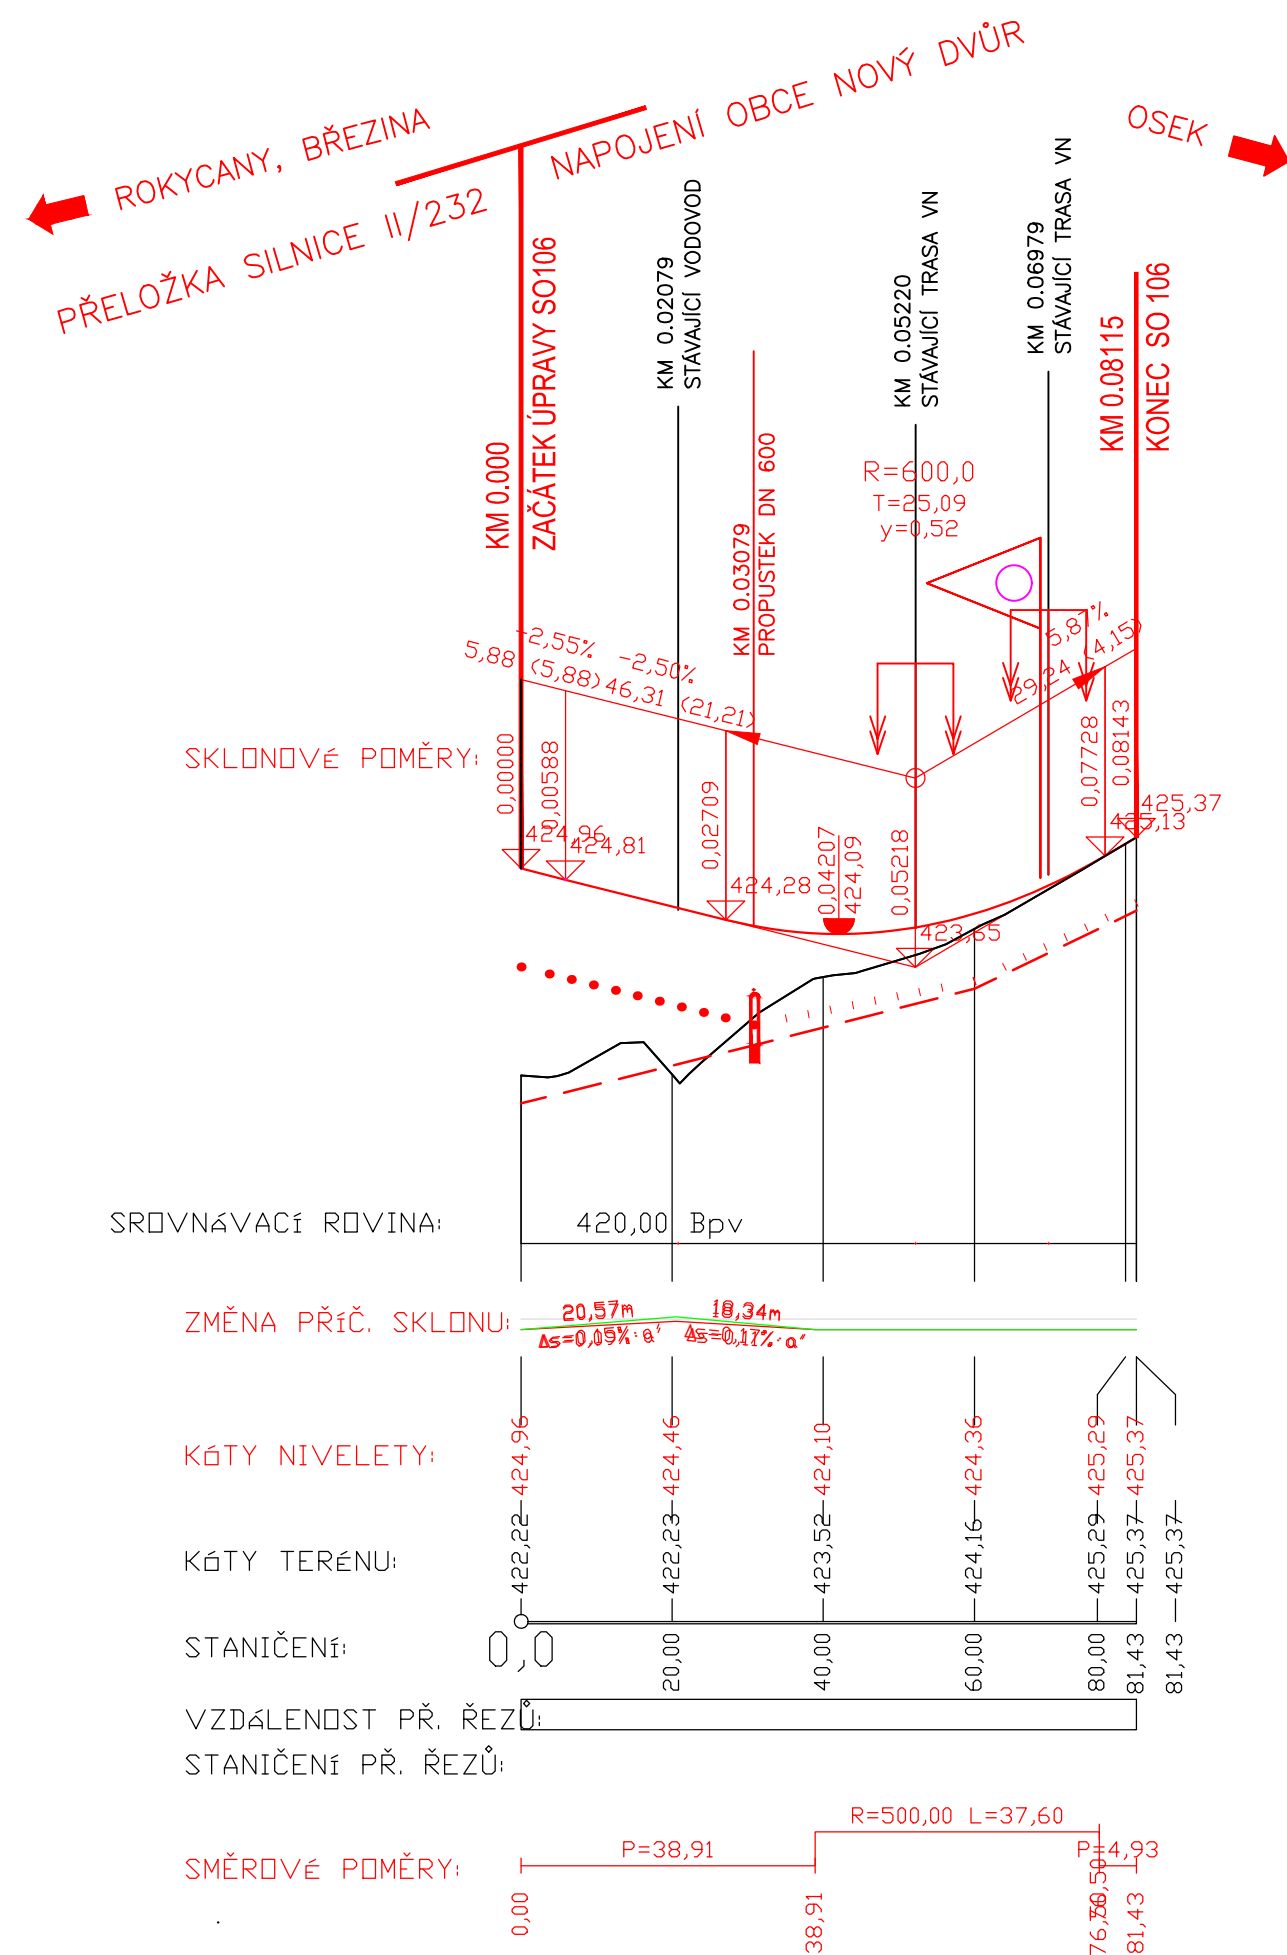 ROKYCANY, BŘEZINA
PŘELOŽKA SILNICE II/232
NAPOJENÍ OBCE NOVÝ DVŮR
OSEK
KM 0.000
ZAČÁTEK ÚPRAVY SO106
KM 0.02079
STÁVAJÍCÍ VODOVOD
KM 0.03079
PROPUSTEK DN 600
KM 0.05220
STÁVAJÍCÍ TRASA VN
KM 0.06979
STÁVAJÍCÍ TRASA VN
KM 0.08115
KONEC SO 106
R=600,0
T=25,09
y=0,52
-2,55% -2,50%
5,88 (5,88) 46,31 (21,21)
5,87%
29,24 (4,15)
SKLONOVÉ POMĚRY:
0,00000
0,00588
0,02709
0,04207
424,09
0,05218
0,07728
0,08143
424,96
424,81
424,28
423,65
425,13
425,37
SROVNÁVACÍ ROVINA:
420,00 Bpv
ZMĚNA PŘÍČ. SKLONU:
20,57m
18,34m
KÓTY NIVELETY:
424,96
424,46
424,10
424,36
425,29
425,37
KÓTY TERÉNU:
422,22
422,23
423,52
424,16
425,29
425,37
425,37
STANIČENÍ:
0,0
20,00
40,00
60,00
80,00
81,43
81,43
VZDÁLENOST PŘ. ŘEZŮ:
STANIČENÍ PŘ. ŘEZŮ:
SMĚROVÉ POMĚRY:
P=38,91
R=500,00 L=37,60
P=4,93
0,00
38,91
76,50
81,43